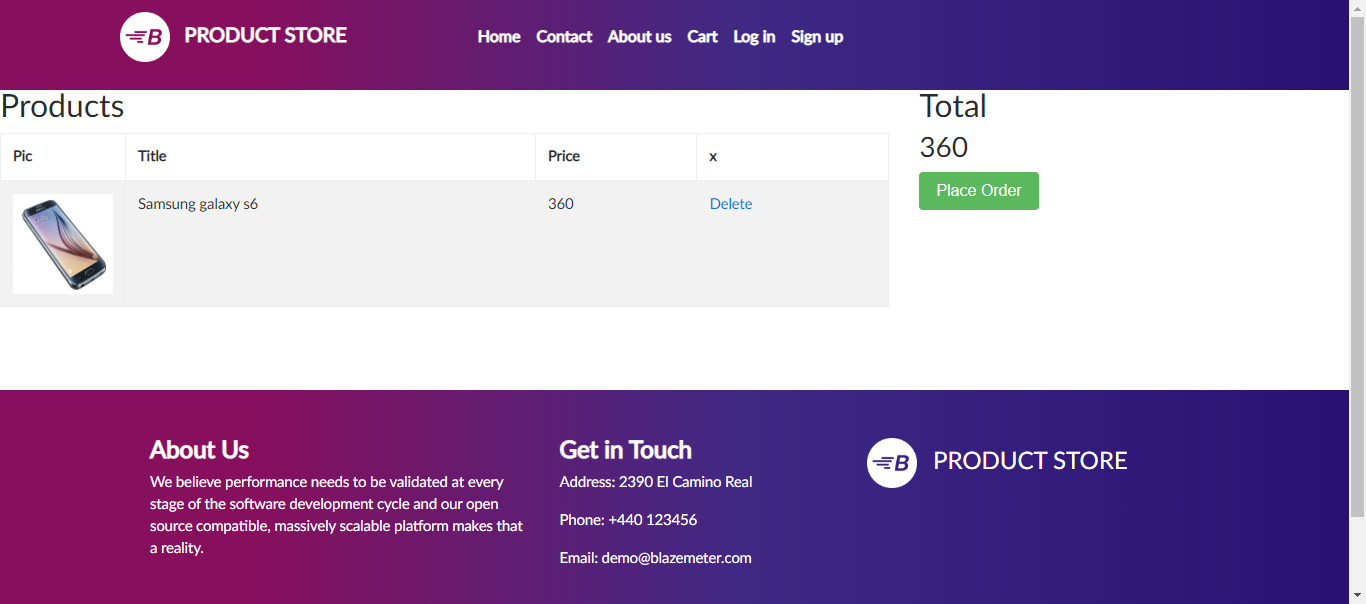 B PRODUCT STORE Home Contact About us Cart Log in Sign up
Products
Pic Title Price x
Samsung galaxy s6 360 Delete
Total
360
Place Order
About Us
We believe performance needs to be validated at every
stage of the software development cycle and our open
source compatible, massively scalable platform makes that
a reality.
Get in Touch
Address: 2390 El Camino Real
Phone: +440 123456
Email: demo@blazemeter.com
B PRODUCT STORE